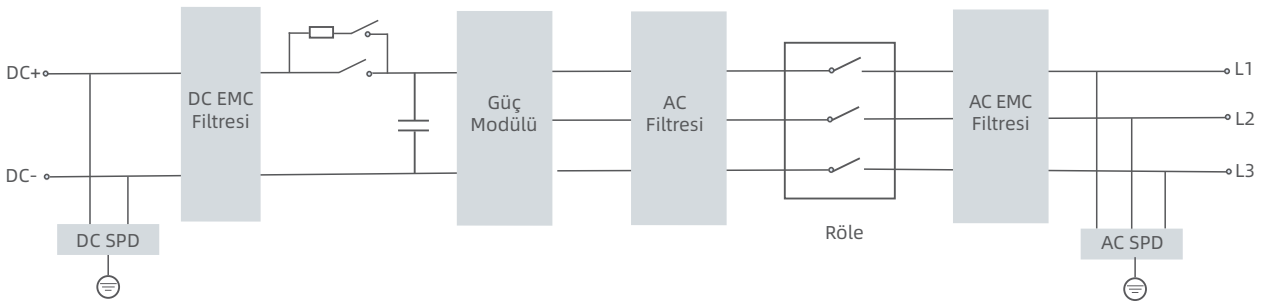 DC+
DC-
DC SPD
DC EMC
Filtresi
Güç
Modülü
AC
Filtresi
Röle
AC EMC
Filtresi
L1
L2
L3
AC SPD